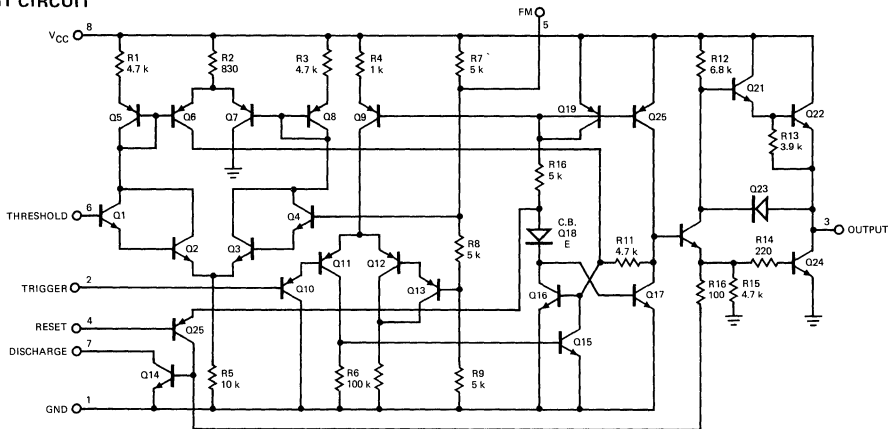 FM
5
VCC 8
R1
4.7 k
R2
830
R3
4.7 k
R4
1 k
R7
5 k
R12
6.8 k
Q21
Q5
Q6
Q7
Q8
Q9
Q19
Q25
Q22
R13
3.9 k
R16
5 k
THRESHOLD 6
Q1
Q2
Q3
Q4
C.B.
Q18
E
R11
4.7 k
Q23
3
OUTPUT
R8
5 k
R14
220
TRIGGER 2
Q10
Q11
Q12
Q13
Q16
Q17
R16
100
R15
4.7 k
Q24
RESET 4
Q25
Q15
DISCHARGE 7
Q14
R5
10 k
R6
100 k
R9
5 k
GND 1